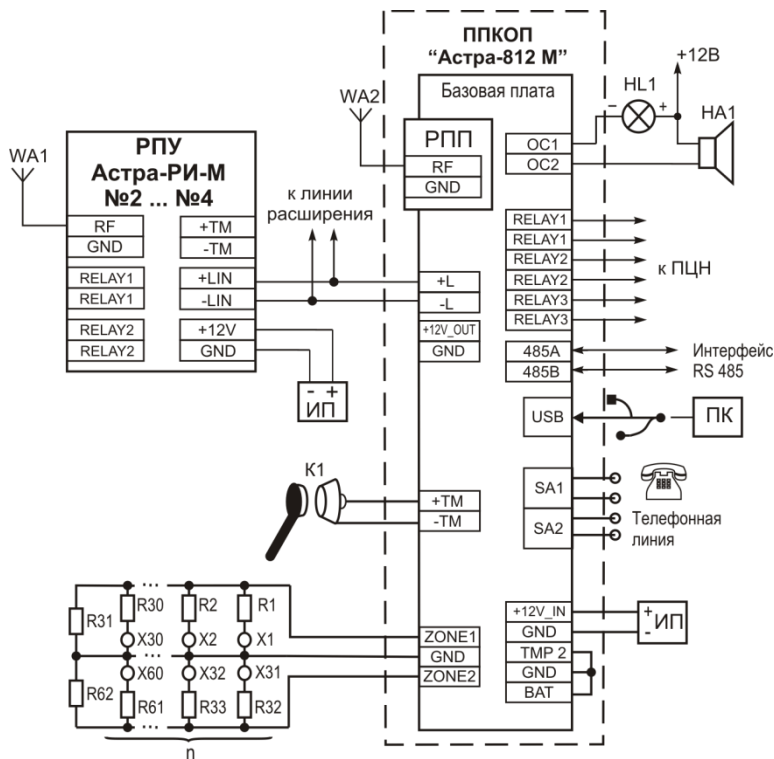 ППКОП
“Астра-812 М”
Базовая плата
WA2
РПП
RF
GND
OC1
OC2
HL1
+12В
HA1
− +
WA1
РПУ
Астра-РИ-М
№2 ... №4
RF +TM
GND -TM
RELAY1 +LIN
RELAY1 -LIN
RELAY2 +12V
RELAY2 GND
- +
ИП
к линии
расширения
+L
-L
+12V_OUT
GND
RELAY1
RELAY1
RELAY2
RELAY2
RELAY3
RELAY3
к ПЦН
485A
485B
Интерфейс
RS 485
USB
ПК
K1
+TM
-TM
SA1
SA2
Телефонная
линия
... 
R31 R30 R2 R1
X30 X2 X1
X60 X32 X31
R62 R61 R33 R32
...
...
n
ZONE1
GND
ZONE2
+12V_IN
GND
TMP 2
GND
BAT
+
-
ИП